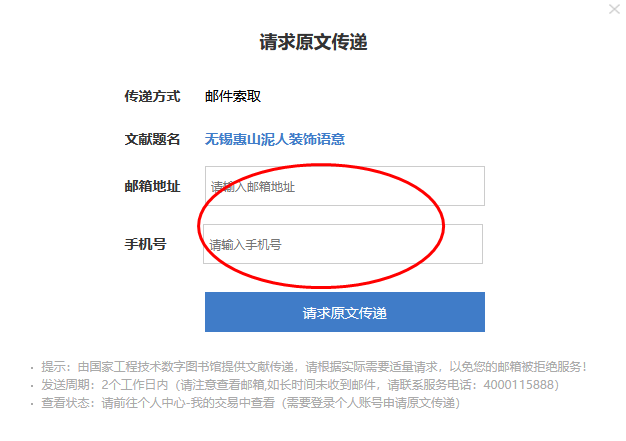 请求原文传递
传递方式 邮件索取
文献题名 无锡惠山泥人装饰语意
邮箱地址 请输入邮箱地址
手机号 请输入手机号
请求原文传递
· 提示：由国家工程技术数字图书馆提供文献传递，请根据实际需要适量请求，以免您的邮箱被拒绝服务！
· 发送周期：2个工作日内（请注意查看邮箱,如长时间未收到邮件，请联系服务电话：4000115888）
· 查看状态：请前往个人中心-我的交易中查看（需要登录个人账号申请原文传递）